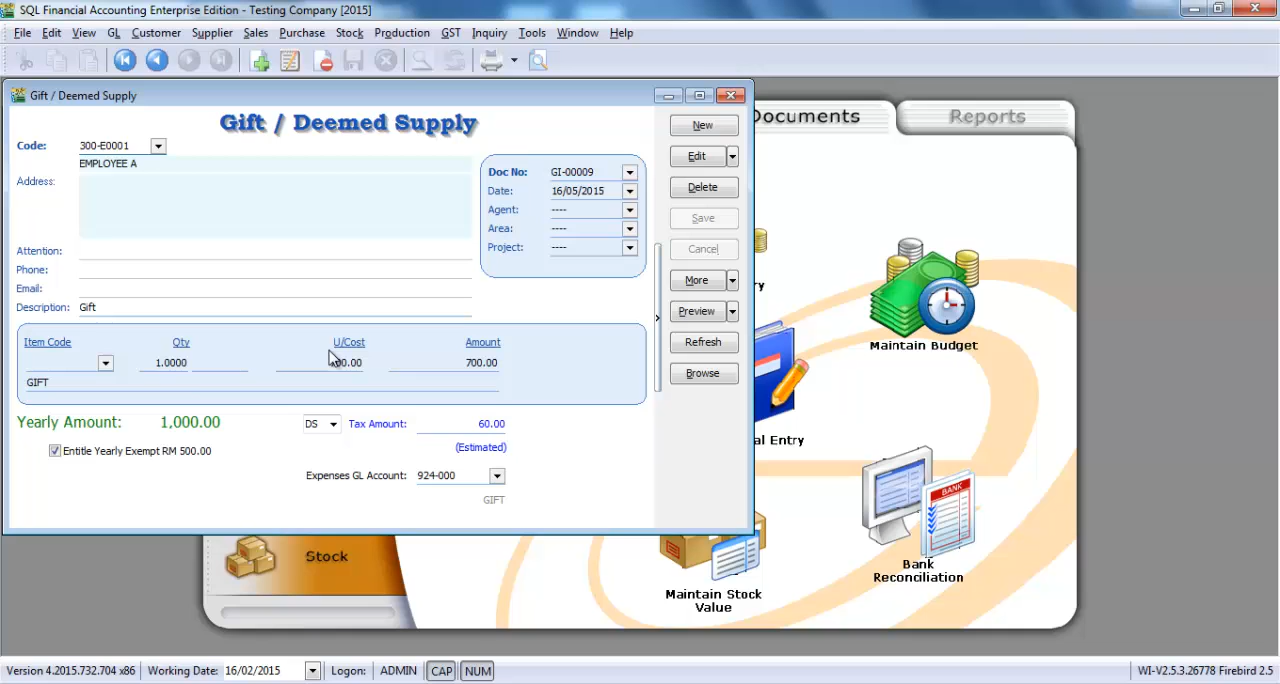 SQL Financial Accounting Enterprise Edition - Testing Company [2015]
File Edit View GL Customer Supplier Sales Purchase Stock Production GST Inquiry Tools Window Help
Gift / Deemed Supply
Gift / Deemed Supply
Code: 300-E0001
EMPLOYEE A
Address:
Attention:
Phone:
Email:
Description: Gift
Doc No: GI-00009
Date: 16/05/2015
Agent: ----
Area: ----
Project: ----
New
Edit
Delete
Save
Cancel
More
Preview
Refresh
Browse
Item Code Qty U/Cost Amount
1.0000 00.00 700.00
GIFT
Yearly Amount: 1,000.00
DS Tax Amount: 60.00
Entitle Yearly Exempt RM 500.00
(Estimated)
Expenses GL Account: 924-000
GIFT
Documents
Reports
ry
Maintain Budget
al Entry
Bank
Reconciliation
Stock
Maintain Stock
Value
Version 4.2015.732.704 x86 Working Date: 16/02/2015 Logon: ADMIN CAP NUM WI-V2.5.3.26778 Firebird 2.5